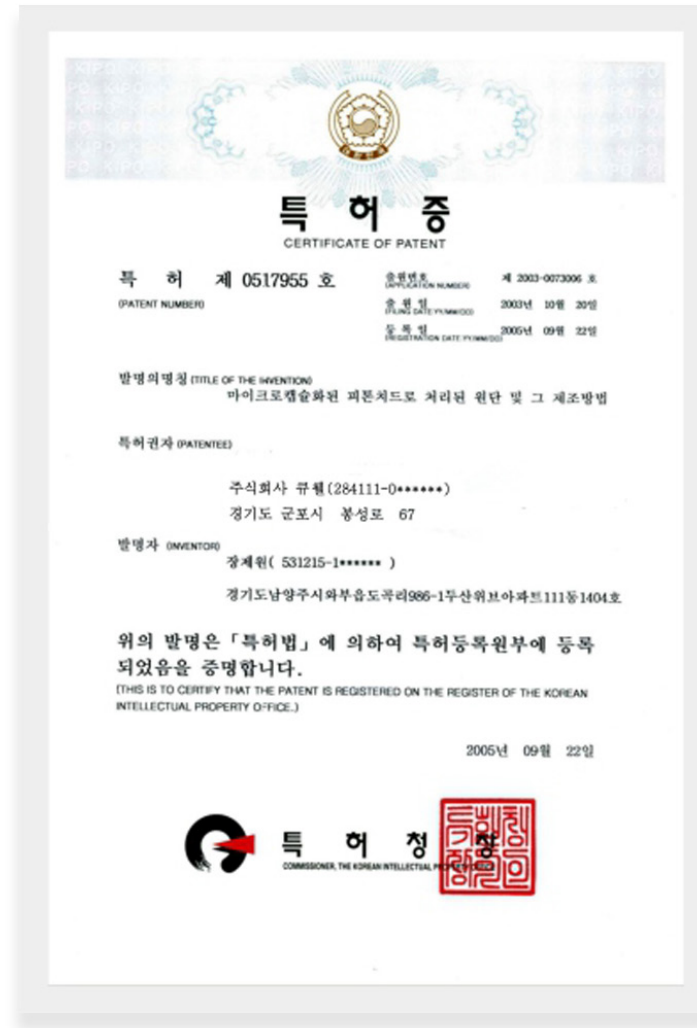 특 허 증
CERTIFICATE OF PATENT
특 허 제 0517955 호
(PATENT NUMBER)
출원번호 제 2003-0073006 호
(APPLICATION NUMBER)
출 원 일 2003년 10월 20일
(FILING DATE:YY/MM/DD)
등 록 일 2005년 09월 22일
(REGISTRATION DATE:YY/MM/DD)
발명의명칭 (TITLE OF THE INVENTION)
마이크로캡슐화된 피톤치드로 처리된 원단 및 그 제조방법
특허권자 (PATENTEE)
주식회사 큐웰(284111-0******)
경기도 군포시 봉성로 67
발명자 (INVENTOR)
장제원( 531215-1****** )
경기도남양주시와부읍도곡리986-1두산위브아파트111동1404호
위의 발명은 「특허법」에 의하여 특허등록원부에 등록
되었음을 증명합니다.
(THIS IS TO CERTIFY THAT THE PATENT IS REGISTERED ON THE REGISTER OF THE KOREAN
INTELLECTUAL PROPERTY OFFICE.)
2005년 09월 22일
특 허 청 장
COMMISSIONER, THE KOREAN INTELLECTUAL PROPERTY OFFICE